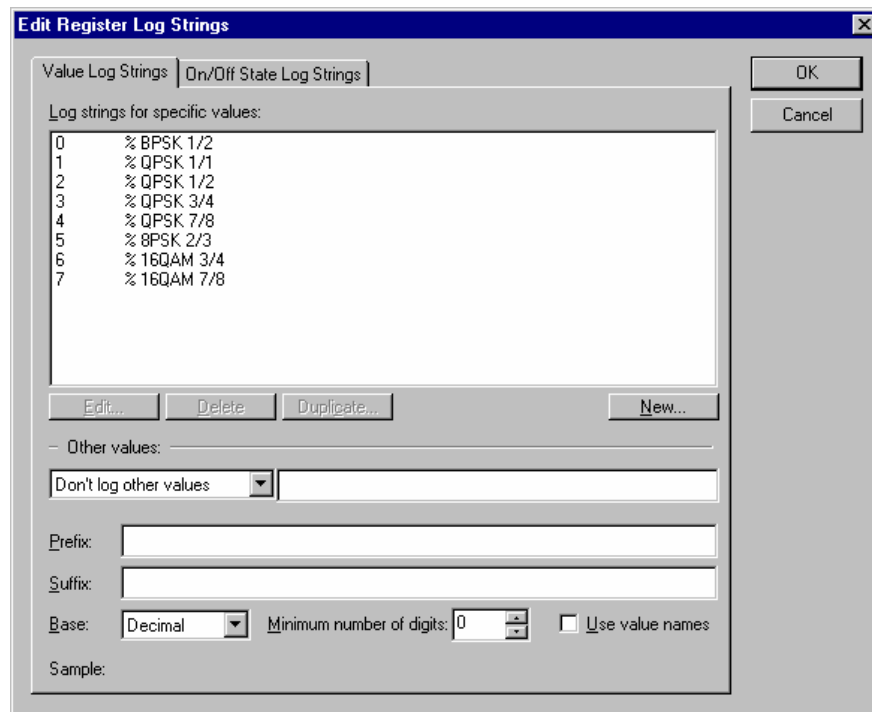 Edit Register Log Strings
Value Log Strings On/Off State Log Strings
OK
Cancel
Log strings for specific values:
0 % BPSK 1/2
1 % QPSK 1/1
2 % QPSK 1/2
3 % QPSK 3/4
4 % QPSK 7/8
5 % 8PSK 2/3
6 % 16QAM 3/4
7 % 16QAM 7/8
Edit... Delete Duplicate... New...
Other values:
Don't log other values
Prefix:
Suffix:
Base: Decimal Minimum number of digits: 0 Use value names
Sample: